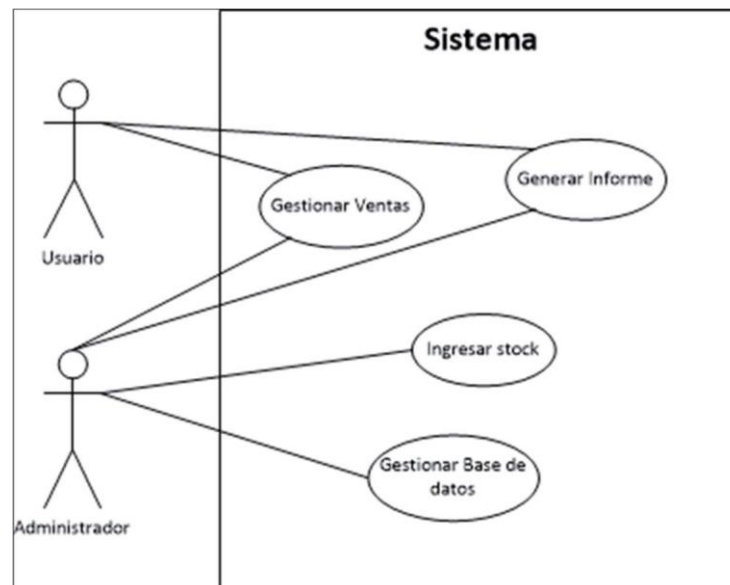 Sistema
Generar Informe
Gestionar Ventas
Usuario
Ingresar stock
Gestionar Base de
datos
Administrador